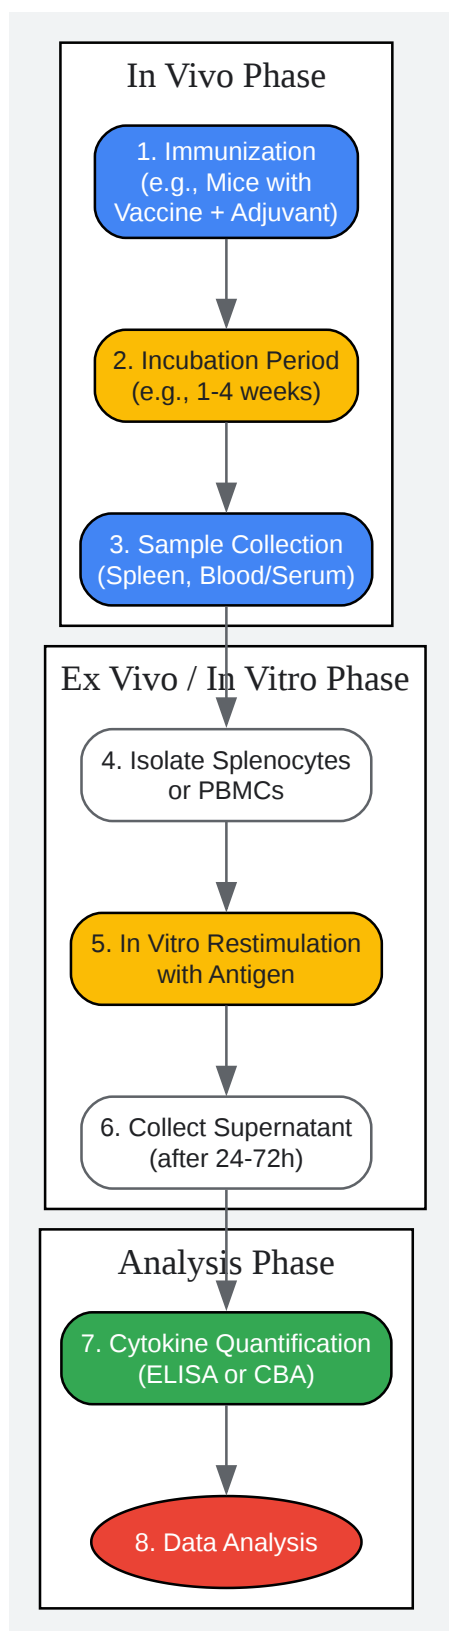 In Vivo Phase
1. Immunization
(e.g., Mice with
Vaccine + Adjuvant)
2. Incubation Period
(e.g., 1-4 weeks)
3. Sample Collection
(Spleen, Blood/Serum)
Ex Vivo / In Vitro Phase
4. Isolate Splenocytes
or PBMCs
5. In Vitro Restimulation
with Antigen
6. Collect Supernatant
(after 24-72h)
Analysis Phase
7. Cytokine Quantification
(ELISA or CBA)
8. Data Analysis